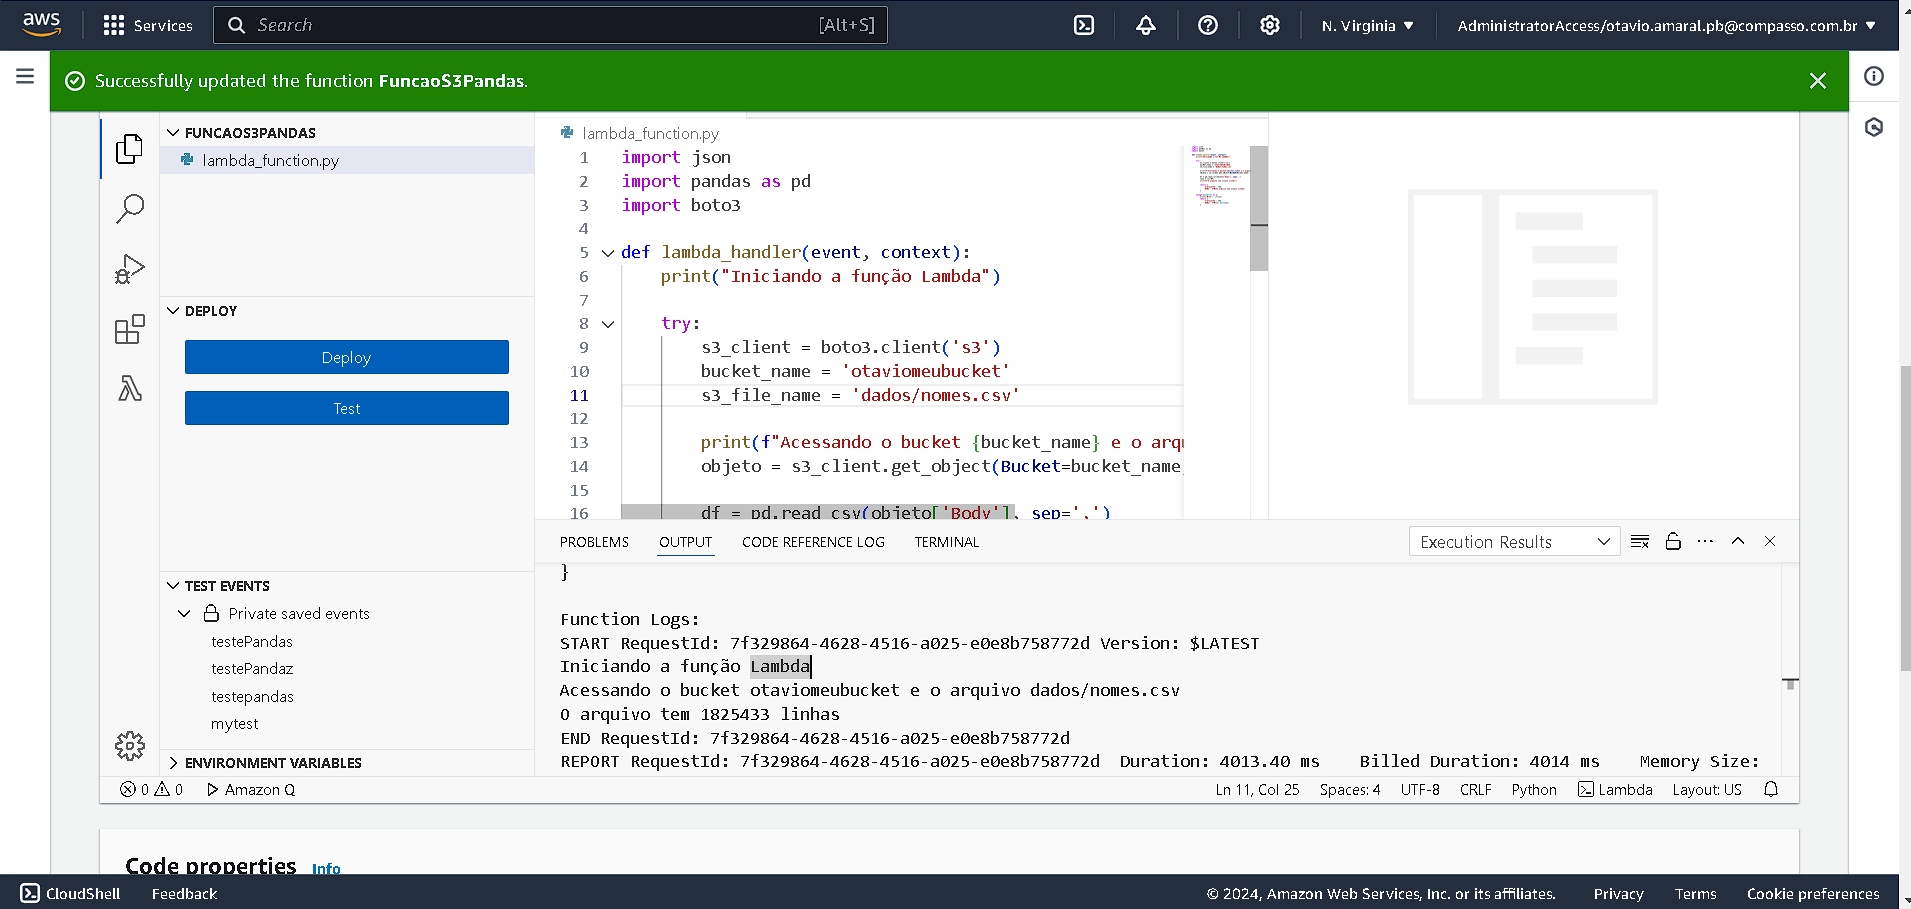 aws
Services
Search
[Alt+S]
N. Virginia
AdministratorAccess/otavio.amaral.pb@compasso.com.br
Successfully updated the function FuncaoS3Pandas.
FUNCAOS3PANDAS
lambda_function.py
DEPLOY
Deploy
Test
TEST EVENTS
Private saved events
testePandas
testePandaz
testepandas
mytest
ENVIRONMENT VARIABLES
lambda_function.py
1 import json
2 import pandas as pd
3 import boto3
4
5 def lambda_handler(event, context):
6 print("Iniciando a função Lambda")
7
8 try:
9 s3_client = boto3.client('s3')
10 bucket_name = 'otaviomeubucket'
11 s3_file_name = 'dados/nomes.csv'
12
13 print(f"Acessando o bucket {bucket_name} e o arqu
14 objeto = s3_client.get_object(Bucket=bucket_name,
15
16 df = pd.read_csv(objeto['Body'], sep=',')
PROBLEMS OUTPUT CODE REFERENCE LOG TERMINAL
Execution Results
}
Function Logs:
START RequestId: 7f329864-4628-4516-a025-e0e8b758772d Version: $LATEST
Iniciando a função Lambda
Acessando o bucket otaviomeubucket e o arquivo dados/nomes.csv
O arquivo tem 1825433 linhas
END RequestId: 7f329864-4628-4516-a025-e0e8b758772d
REPORT RequestId: 7f329864-4628-4516-a025-e0e8b758772d Duration: 4013.40 ms Billed Duration: 4014 ms Memory Size:
0 0 Amazon Q
Ln 11, Col 25 Spaces: 4 UTF-8 CRLF Python Lambda Layout: US
Code properties Info
CloudShell Feedback
© 2024, Amazon Web Services, Inc. or its affiliates. Privacy Terms Cookie preferences